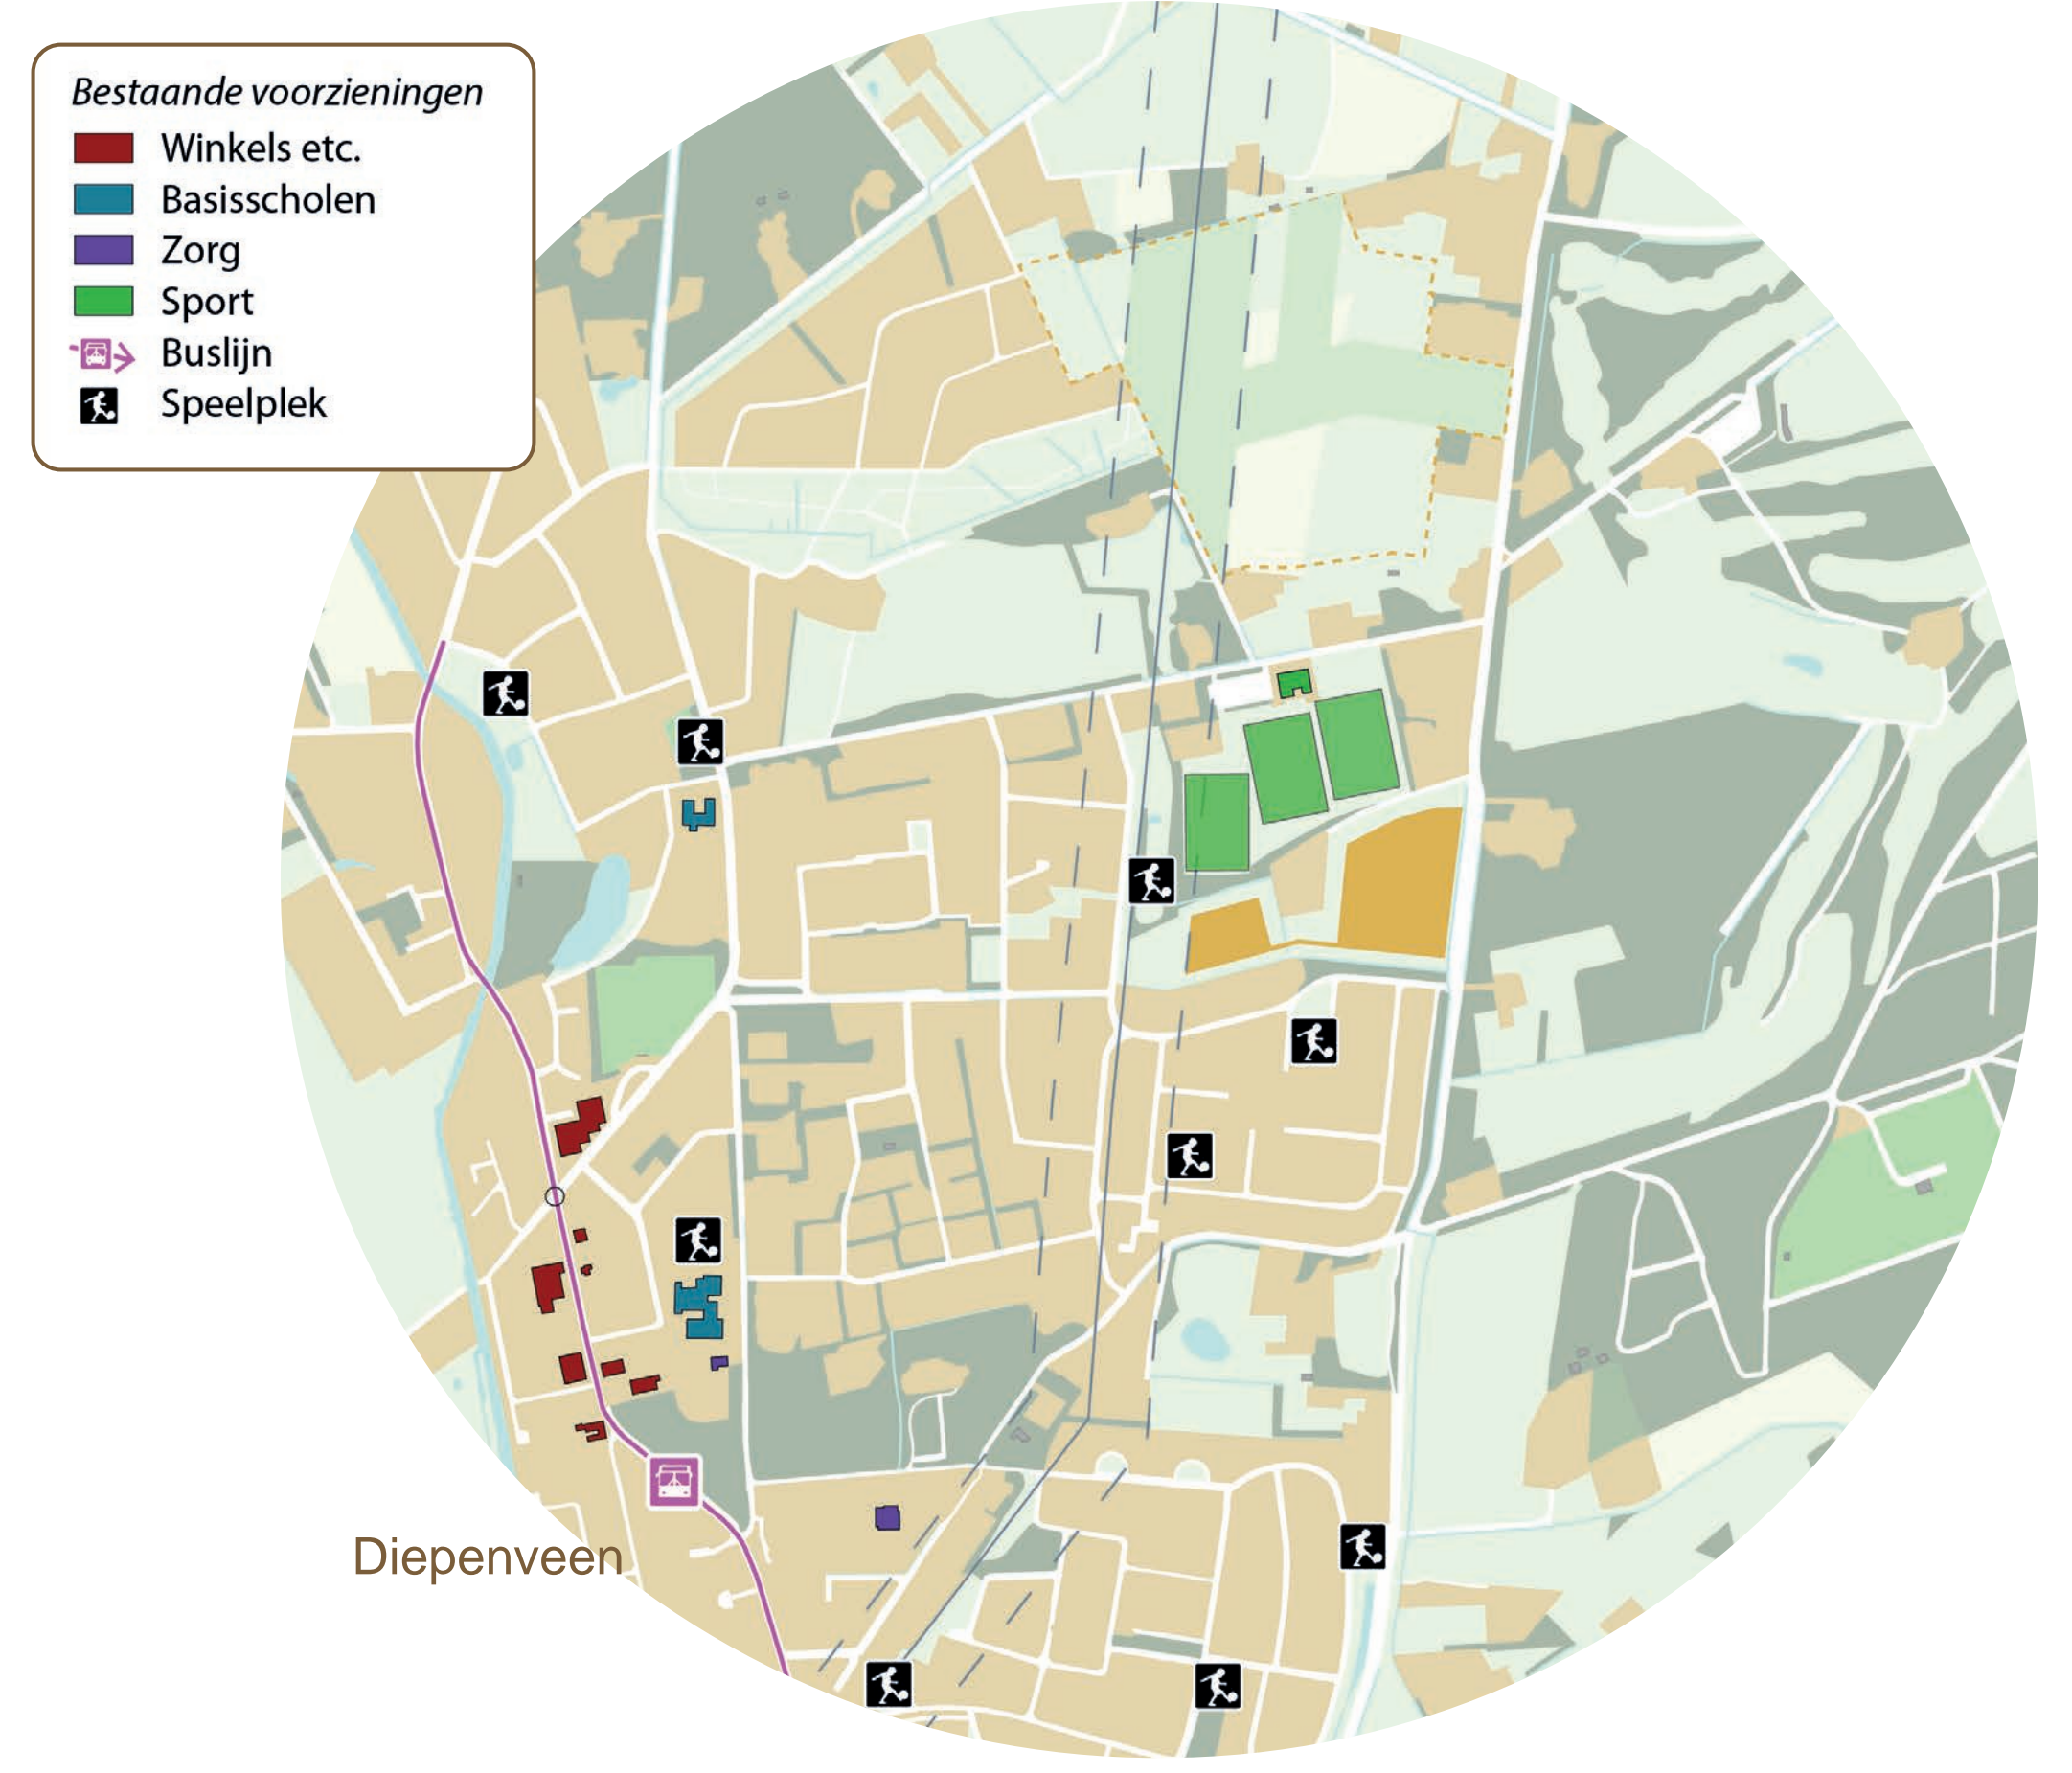 Bestaande voorzieningen
Winkels etc.
Basisscholen
Zorg
Sport
Buslijn
Speelplek
Diepenveen